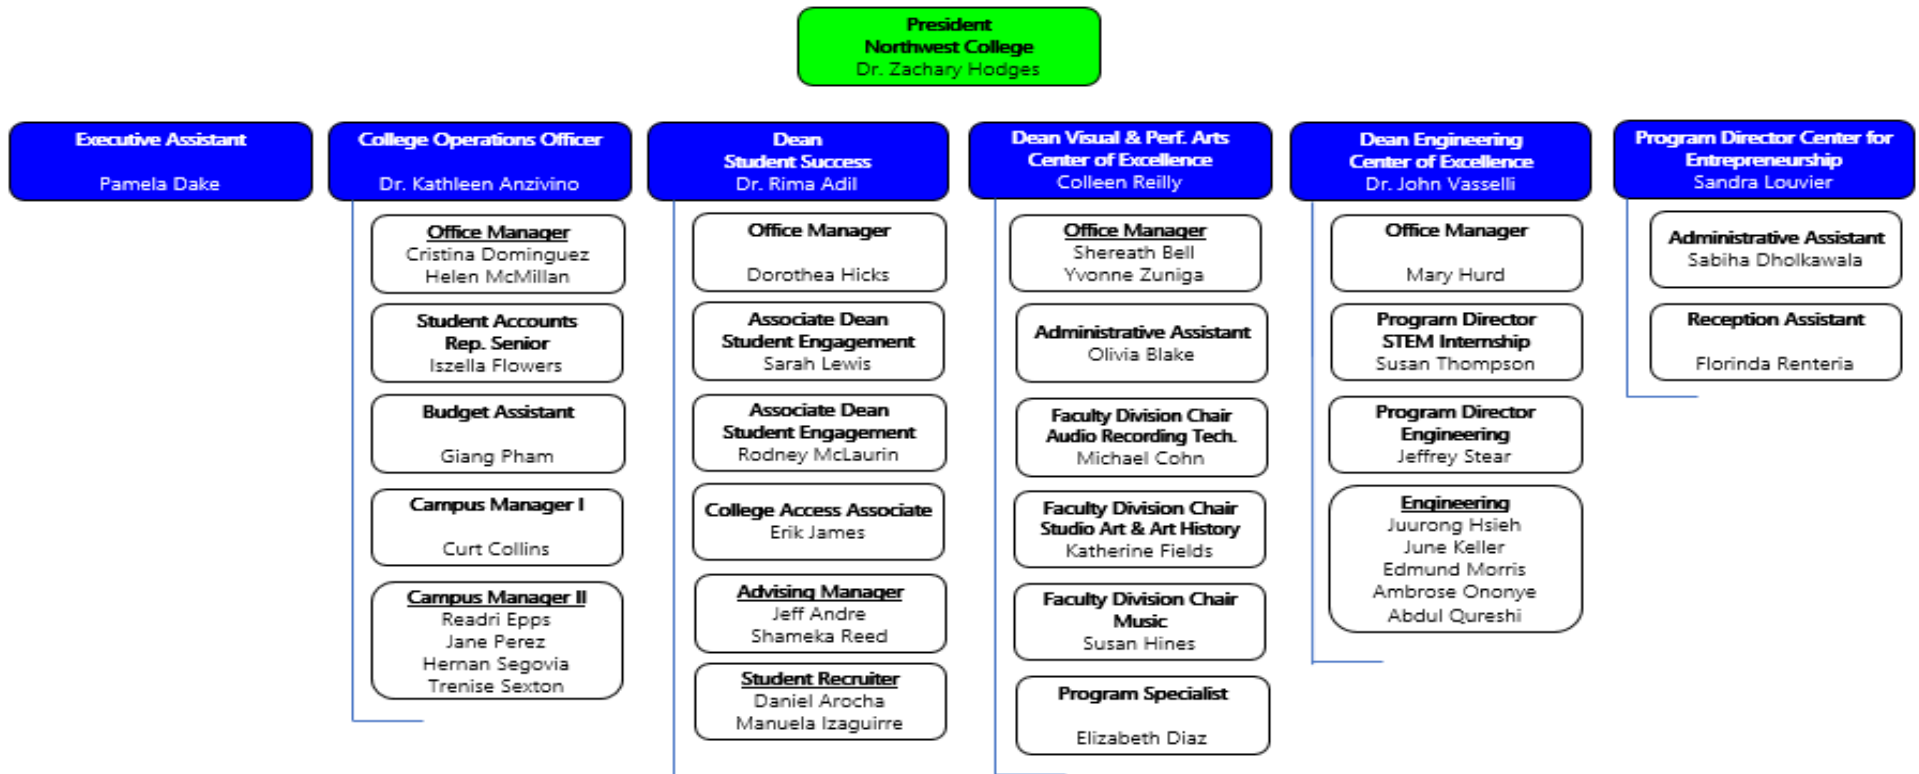 President
Northwest College
Dr. Zachary Hodges
Executive Assistant
Pamela Dake
College Operations Officer
Dr. Kathleen Anzivino
Office Manager
Cristina Dominguez
Helen McMillan
Student Accounts
Rep. Senior
Iszella Flowers
Budget Assistant
Giang Pham
Campus Manager I
Curt Collins
Campus Manager II
Readri Epps
Jane Perez
Hernan Segovia
Trenise Sexton
Dean
Student Success
Dr. Rima Adil
Office Manager
Dorothea Hicks
Associate Dean
Student Engagement
Sarah Lewis
Associate Dean
Student Engagement
Rodney McLaurin
College Access Associate
Erik James
Advising Manager
Jeff Andre
Shameka Reed
Student Recruiter
Daniel Arocha
Manuela Izaguirre
Dean Visual & Perf. Arts
Center of Excellence
Colleen Reilly
Office Manager
Shereath Bell
Yvonne Zuniga
Administrative Assistant
Olivia Blake
Faculty Division Chair
Audio Recording Tech.
Michael Cohn
Faculty Division Chair
Studio Art & Art History
Katherine Fields
Faculty Division Chair
Music
Susan Hines
Program Specialist
Elizabeth Diaz
Dean Engineering
Center of Excellence
Dr. John Vasselli
Office Manager
Mary Hurd
Program Director
STEM Internship
Susan Thompson
Program Director
Engineering
Jeffrey Stear
Engineering
Juurong Hsieh
June Keller
Edmund Morris
Ambrose Ononye
Abdul Qureshi
Program Director Center for
Entrepreneurship
Sandra Louvier
Administrative Assistant
Sabiha Dholkawala
Reception Assistant
Florinda Renteria